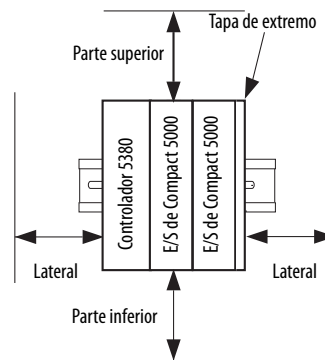 Tapa de extremo
Parte superior
Controlador 5380
E/S de Compact 5000
E/S de Compact 5000
Lateral
Lateral
Parte inferior